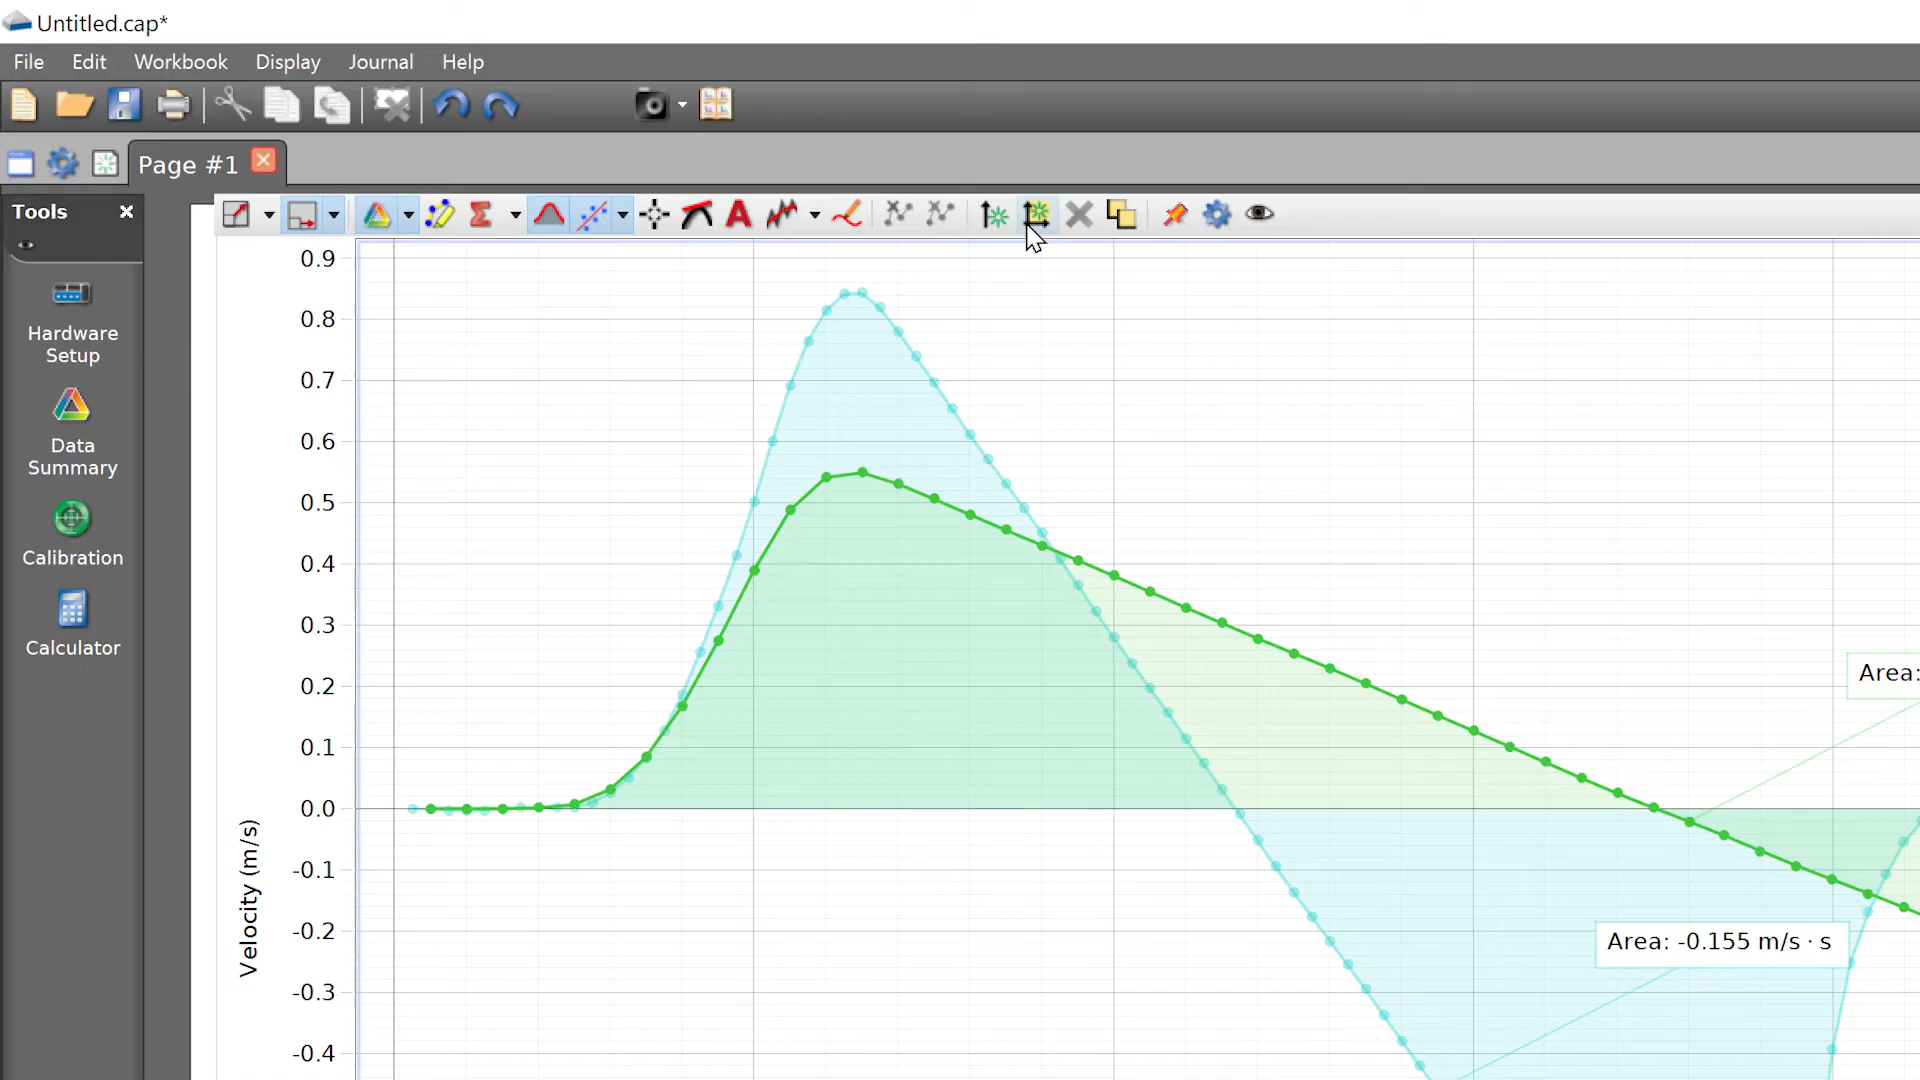 Untitled.cap*
File Edit Workbook Display Journal Help
Page #1
Tools
Hardware
Setup
Data
Summary
Calibration
Calculator
0.9
0.8
0.7
0.6
0.5
0.4
0.3
0.2
0.1
0.0
-0.1
-0.2
-0.3
-0.4
Velocity (m/s)
Area:
Area: -0.155 m/s · s